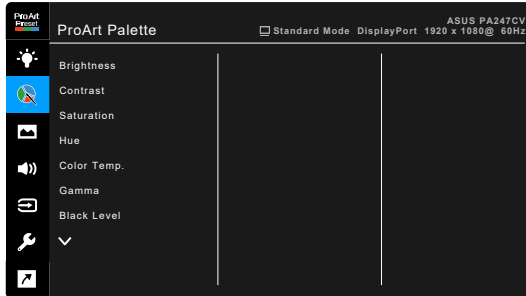 ProArt
Preset
ProArt Palette
ASUS PA247CV
Standard Mode DisplayPort 1920 x 1080@ 60Hz
Brightness
Contrast
Saturation
Hue
Color Temp.
Gamma
Black Level